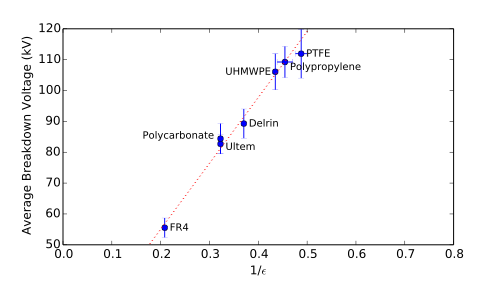 120
110
100
90
80
70
60
50
Average Breakdown Voltage (kV)
PTFE
Polypropylene
UHMWPE
Delrin
Polycarbonate
Ultem
FR4
0.0 0.1 0.2 0.3 0.4 0.5 0.6 0.7 0.8
1/ϵ